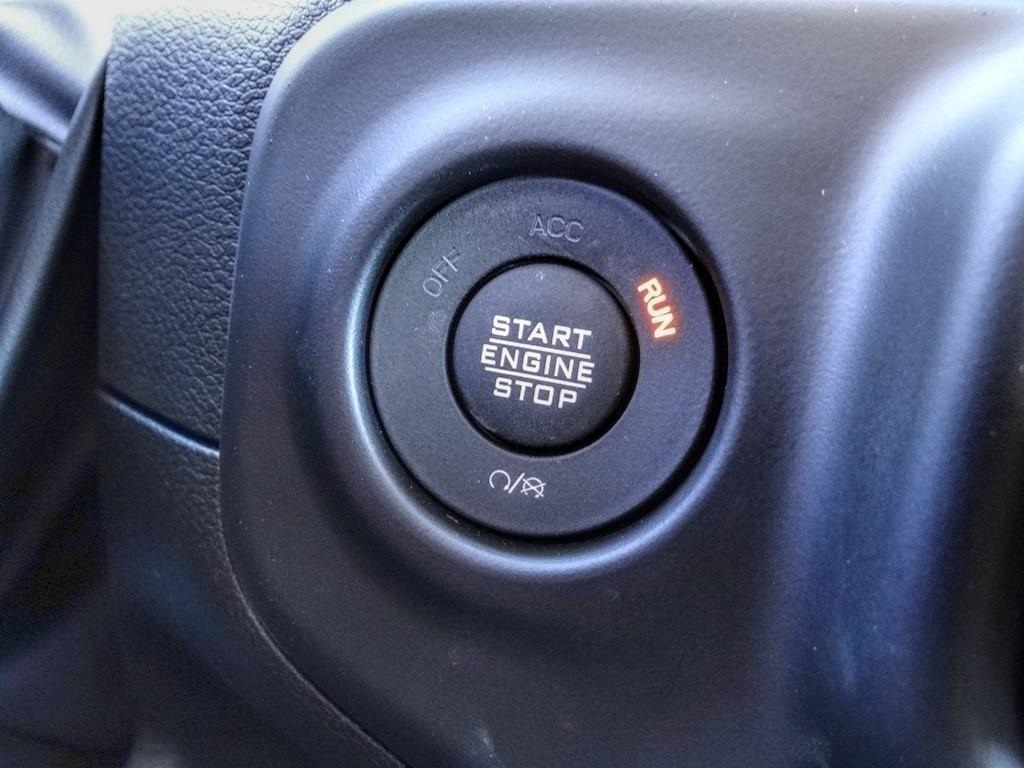 ACC
OFF
RUN
START
ENGINE
STOP